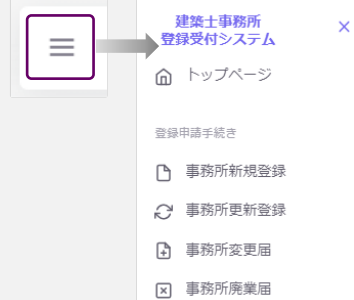 建築士事務所
登録受付システム
トップページ
登録申請手続き
事務所新規登録
事務所更新登録
事務所変更届
事務所廃業届